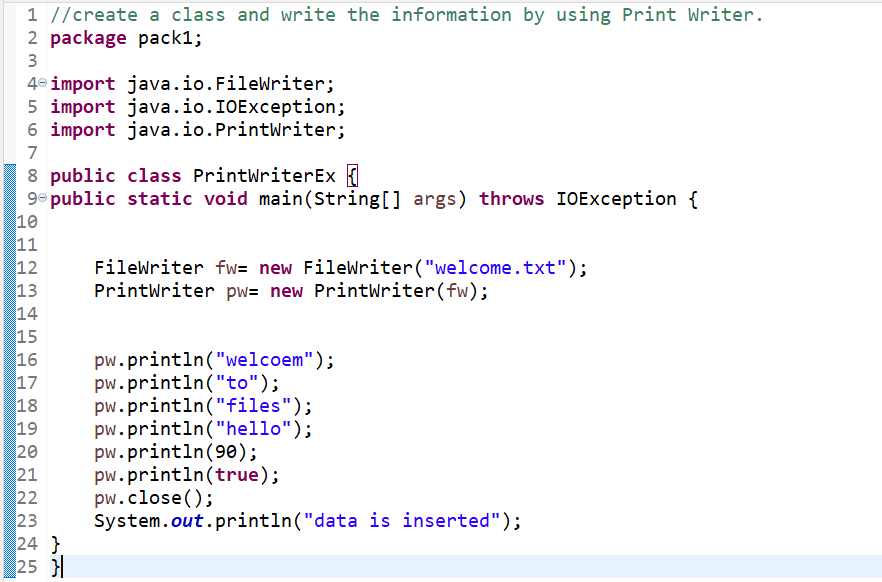 1 //create a class and write the information by using Print Writer.
2 package pack1;
3
4 import java.io.FileWriter;
5 import java.io.IOException;
6 import java.io.PrintWriter;
7
8 public class PrintWriterEx {
9 public static void main(String[] args) throws IOException {
10
11
12     FileWriter fw= new FileWriter("welcome.txt");
13     PrintWriter pw= new PrintWriter(fw);
14
15
16     pw.println("welcoem");
17     pw.println("to");
18     pw.println("files");
19     pw.println("hello");
20     pw.println(90);
21     pw.println(true);
22     pw.close();
23     System.out.println("data is inserted");
24 }
25 }